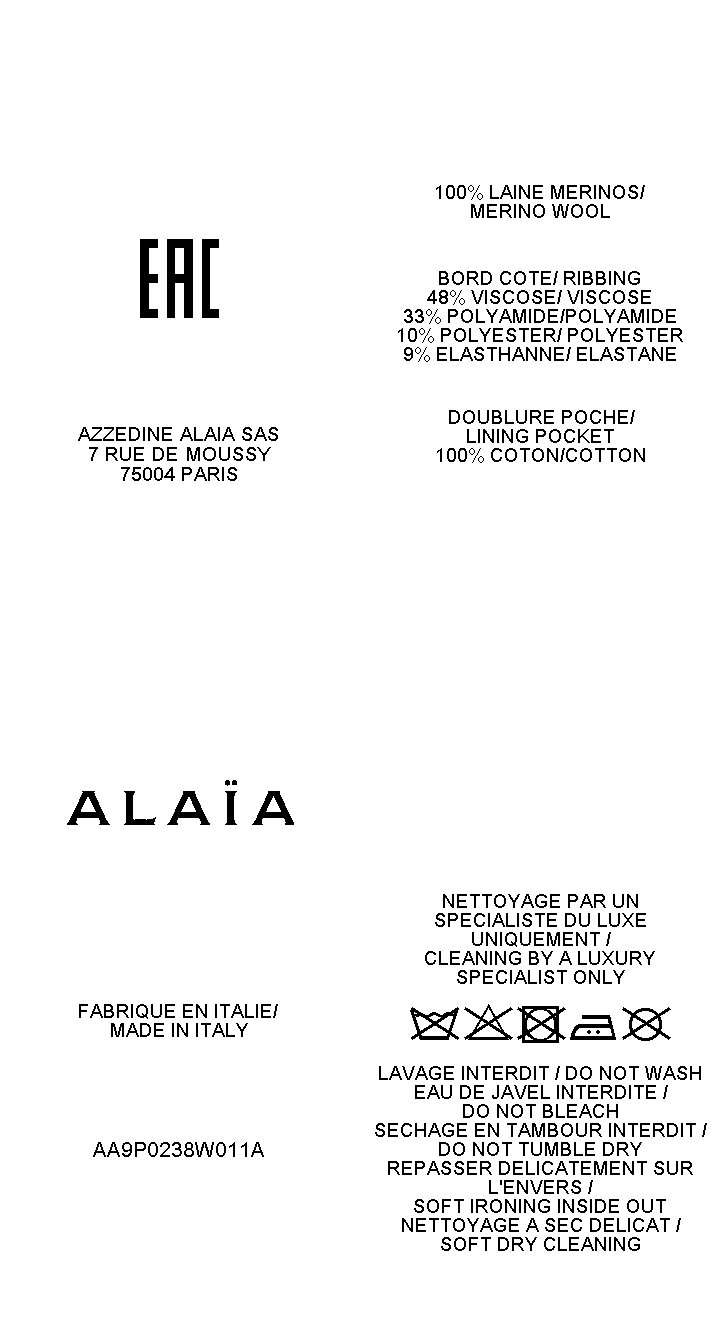 EAC
AZZEDINE ALAIA SAS
7 RUE DE MOUSSY
75004 PARIS
100% LAINE MERINOS/
MERINO WOOL
BORD COTE/ RIBBING
48% VISCOSE/ VISCOSE
33% POLYAMIDE/POLYAMIDE
10% POLYESTER/ POLYESTER
9% ELASTHANNE/ ELASTANE
DOUBLURE POCHE/
LINING POCKET
100% COTON/COTTON
ALAÏA
FABRIQUE EN ITALIE/
MADE IN ITALY
AA9P0238W011A
NETTOYAGE PAR UN
SPECIALISTE DU LUXE
UNIQUEMENT /
CLEANING BY A LUXURY
SPECIALIST ONLY
LAVAGE INTERDIT / DO NOT WASH
EAU DE JAVEL INTERDITE /
DO NOT BLEACH
SECHAGE EN TAMBOUR INTERDIT /
DO NOT TUMBLE DRY
REPASSER DELICATEMENT SUR
L'ENVERS /
SOFT IRONING INSIDE OUT
NETTOYAGE A SEC DELICAT /
SOFT DRY CLEANING